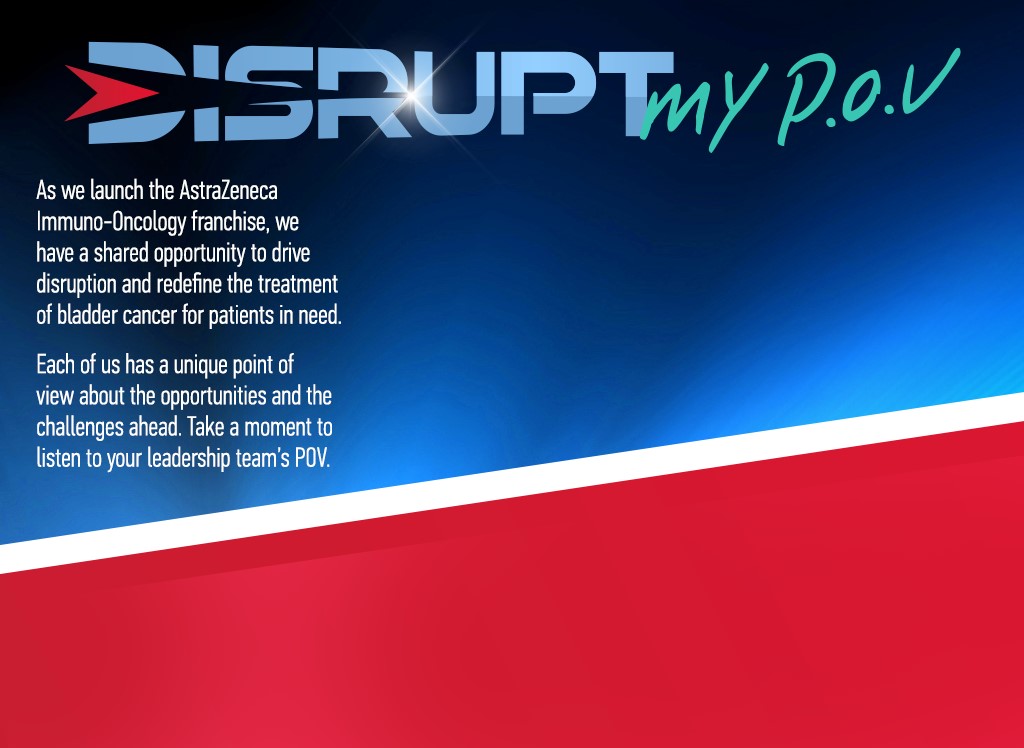 DISRUPT my P.O.V
As we launch the AstraZeneca
Immuno-Oncology franchise, we
have a shared opportunity to drive
disruption and redefine the treatment
of bladder cancer for patients in need.
Each of us has a unique point of
view about the opportunities and the
challenges ahead. Take a moment to
listen to your leadership team's POV.